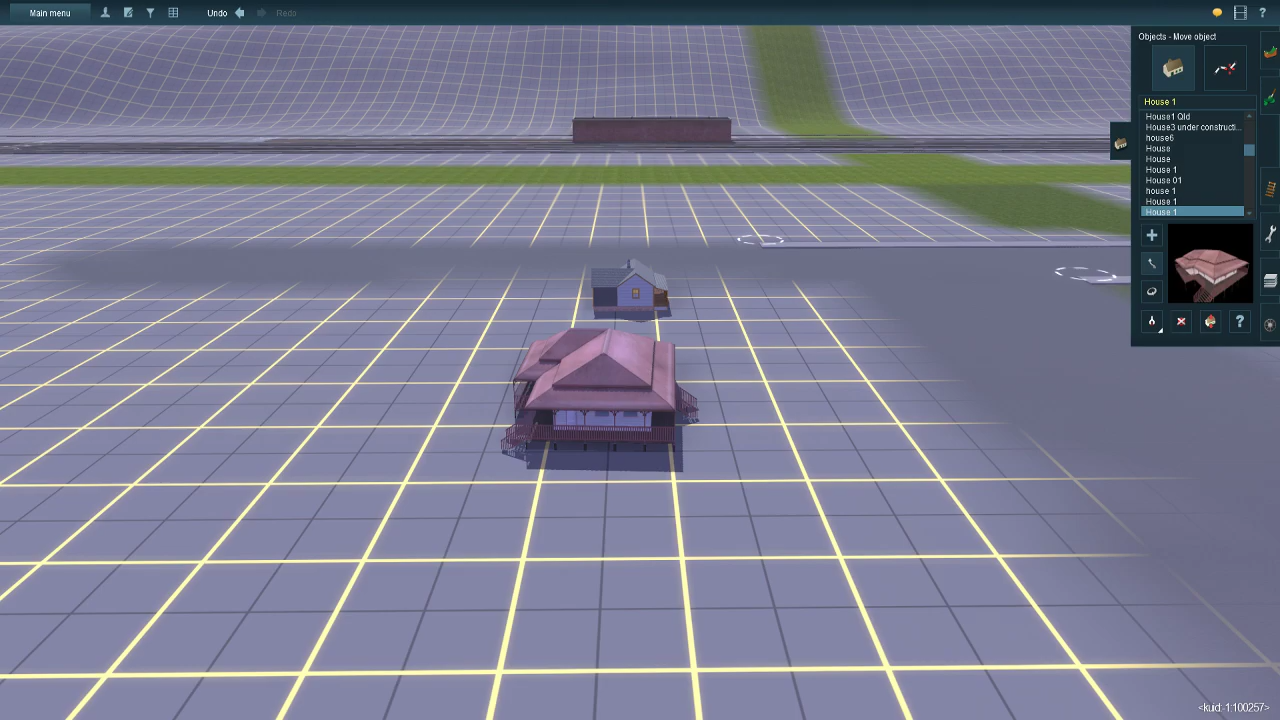 Main menu
Undo
Redo
?
Objects - Move object
House 1
House1 Qld
House3 under constructi...
house6
House
House
House 1
House 01
house 1
House 1
House 1
?
<kuid:-1:100257>